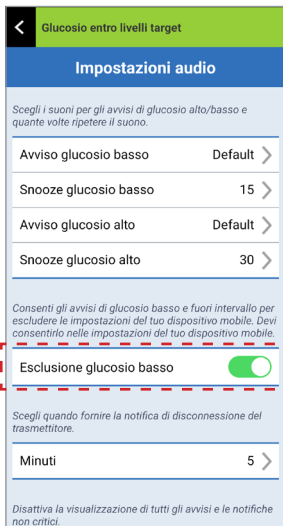 Glucosio entro livelli target
Impostazioni audio
Scegli i suoni per gli avvisi di glucosio alto/basso e
quante volte ripetere il suono.
Avviso glucosio basso Default
Snooze glucosio basso 15
Avviso glucosio alto Default
Snooze glucosio alto 30
Consenti gli avvisi di glucosio basso e fuori intervallo per
escludere le impostazioni del tuo dispositivo mobile. Devi
consentirlo nelle impostazioni del tuo dispositivo mobile.
Esclusione glucosio basso
Scegli quando fornire la notifica di disconnessione del
trasmettitore.
Minuti 5
Disattiva la visualizzazione di tutti gli avvisi e le notifiche
non critici.